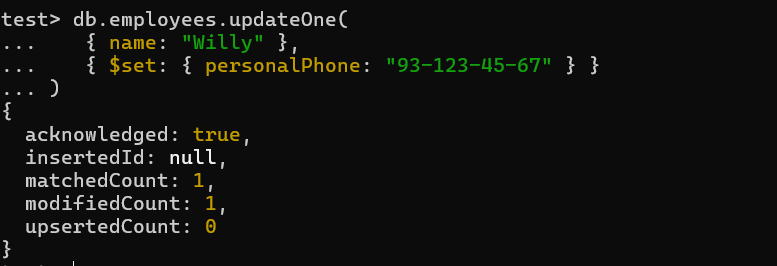 test> db.employees.updateOne(
...    { name: "Willy" },
...    { $set: { personalPhone: "93-123-45-67" } }
... )
{
  acknowledged: true,
  insertedId: null,
  matchedCount: 1,
  modifiedCount: 1,
  upsertedCount: 0
}